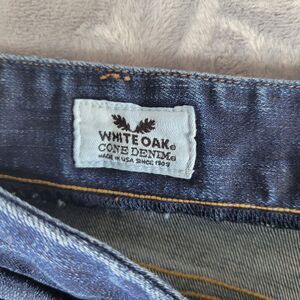 WHITE OAK®
CONE DENIM®
MADE IN USA SINCE 1905